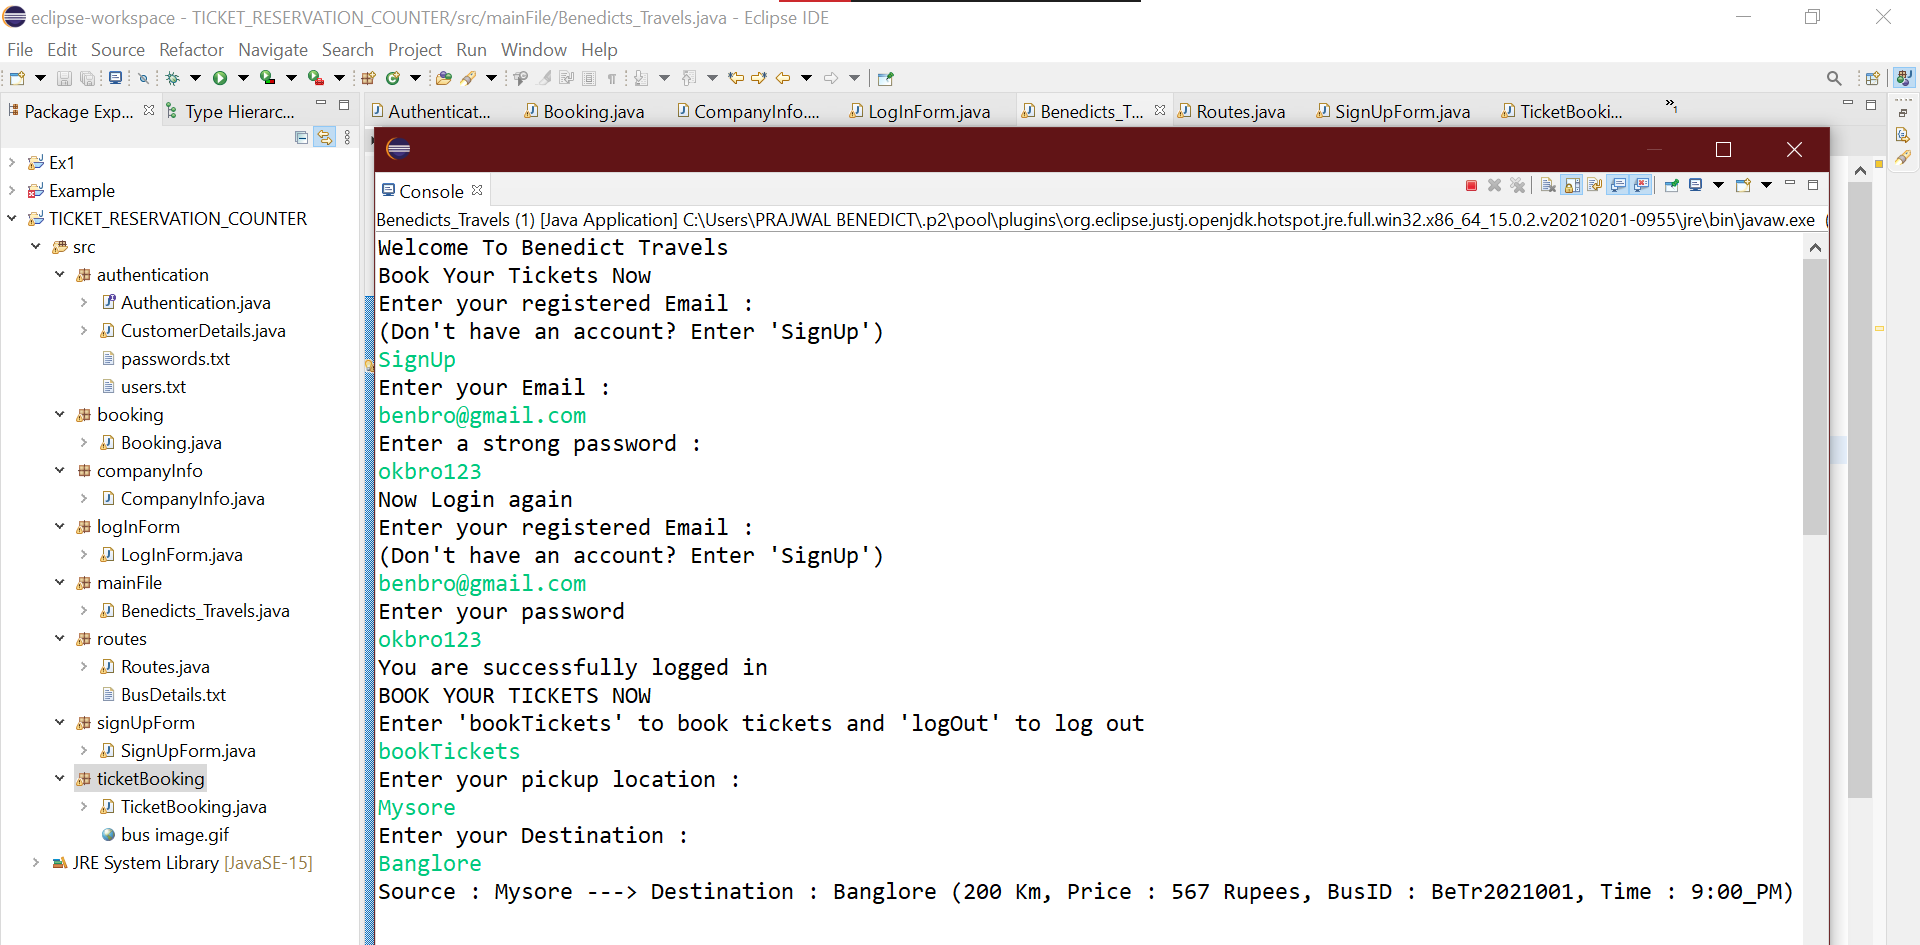 eclipse-workspace - TICKET_RESERVATION_COUNTER/src/mainFile/Benedicts_Travels.java - Eclipse IDE
File Edit Source Refactor Navigate Search Project Run Window Help
Package Exp... Type Hierarc...
Authenticat... Booking.java CompanyInfo.... LogInForm.java Benedicts_T... Routes.java SignUpForm.java TicketBooki... »1
Ex1
Example
TICKET_RESERVATION_COUNTER
src
authentication
Authentication.java
CustomerDetails.java
passwords.txt
users.txt
booking
Booking.java
companyInfo
CompanyInfo.java
logInForm
LogInForm.java
mainFile
Benedicts_Travels.java
routes
Routes.java
BusDetails.txt
signUpForm
SignUpForm.java
ticketBooking
TicketBooking.java
bus image.gif
JRE System Library [JavaSE-15]
Console
Benedicts_Travels (1) [Java Application] C:\Users\PRAJWAL BENEDICT\.p2\pool\plugins\org.eclipse.justj.openjdk.hotspot.jre.full.win32.x86_64_15.0.2.v20210201-0955\jre\bin\javaw.exe (
Welcome To Benedict Travels
Book Your Tickets Now
Enter your registered Email :
(Don't have an account? Enter 'SignUp')
SignUp
Enter your Email :
benbro@gmail.com
Enter a strong password :
okbro123
Now Login again
Enter your registered Email :
(Don't have an account? Enter 'SignUp')
benbro@gmail.com
Enter your password
okbro123
You are successfully logged in
BOOK YOUR TICKETS NOW
Enter 'bookTickets' to book tickets and 'logOut' to log out
bookTickets
Enter your pickup location :
Mysore
Enter your Destination :
Banglore
Source : Mysore ---> Destination : Banglore (200 Km, Price : 567 Rupees, BusID : BeTr2021001, Time : 9:00_PM)